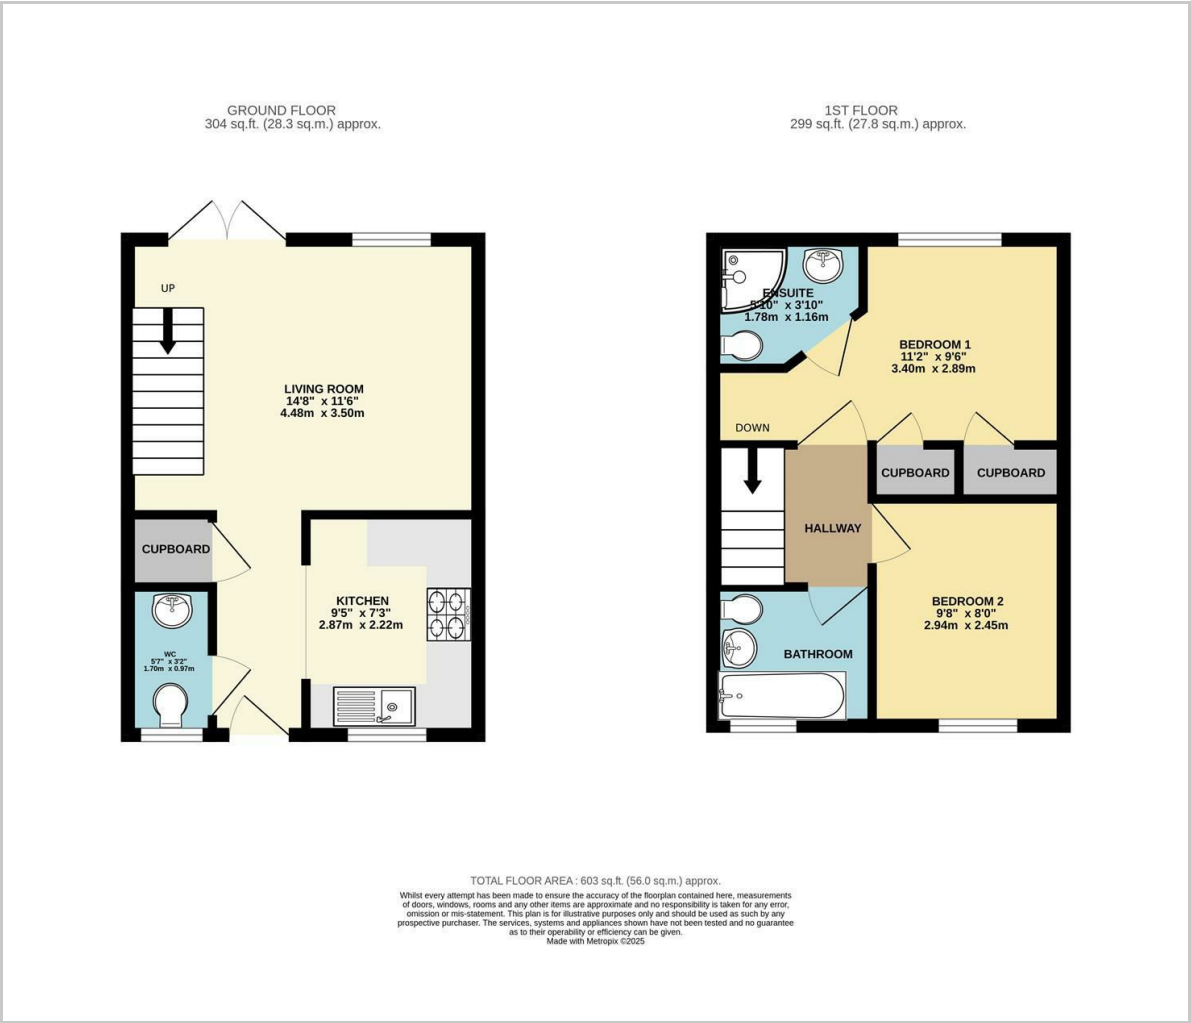 GROUND FLOOR
304 sq.ft. (28.3 sq.m.) approx.
1ST FLOOR
299 sq.ft. (27.8 sq.m.) approx.
UP
LIVING ROOM
14'8" x 11'6"
4.48m x 3.50m
CUPBOARD
KITCHEN
9'5" x 7'3"
2.87m x 2.22m
WC
5'7" x 3'2"
1.70m x 0.97m
ENSUITE
5'10" x 3'10"
1.78m x 1.16m
BEDROOM 1
11'2" x 9'6"
3.40m x 2.89m
DOWN
CUPBOARD
CUPBOARD
HALLWAY
BEDROOM 2
9'8" x 8'0"
2.94m x 2.45m
BATHROOM
TOTAL FLOOR AREA : 603 sq.ft. (56.0 sq.m.) approx.
Whilst every attempt has been made to ensure the accuracy of the floorplan contained here, measurements
of doors, windows, rooms and any other items are approximate and no responsibility is taken for any error,
omission or mis-statement. This plan is for illustrative purposes only and should be used as such by any
prospective purchaser. The services, systems and appliances shown have not been tested and no guarantee
as to their operability or efficiency can be given.
Made with Metropix ©2025